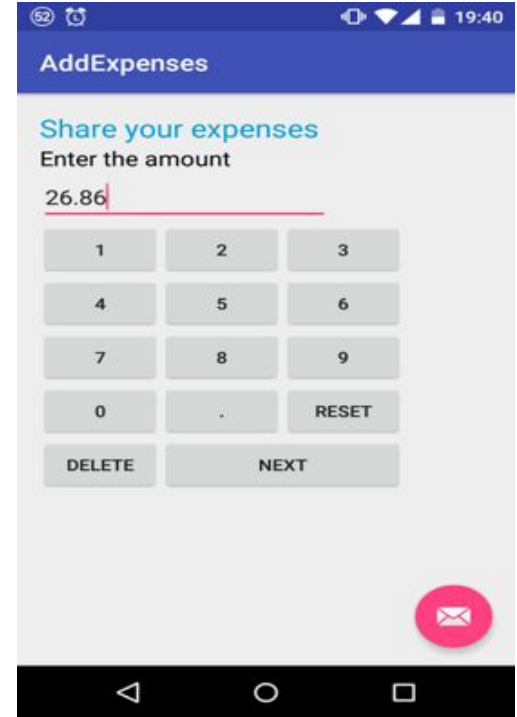 52 19:40
AddExpenses
Share your expenses
Enter the amount
26.86
1 2 3
4 5 6
7 8 9
0 . RESET
DELETE NEXT